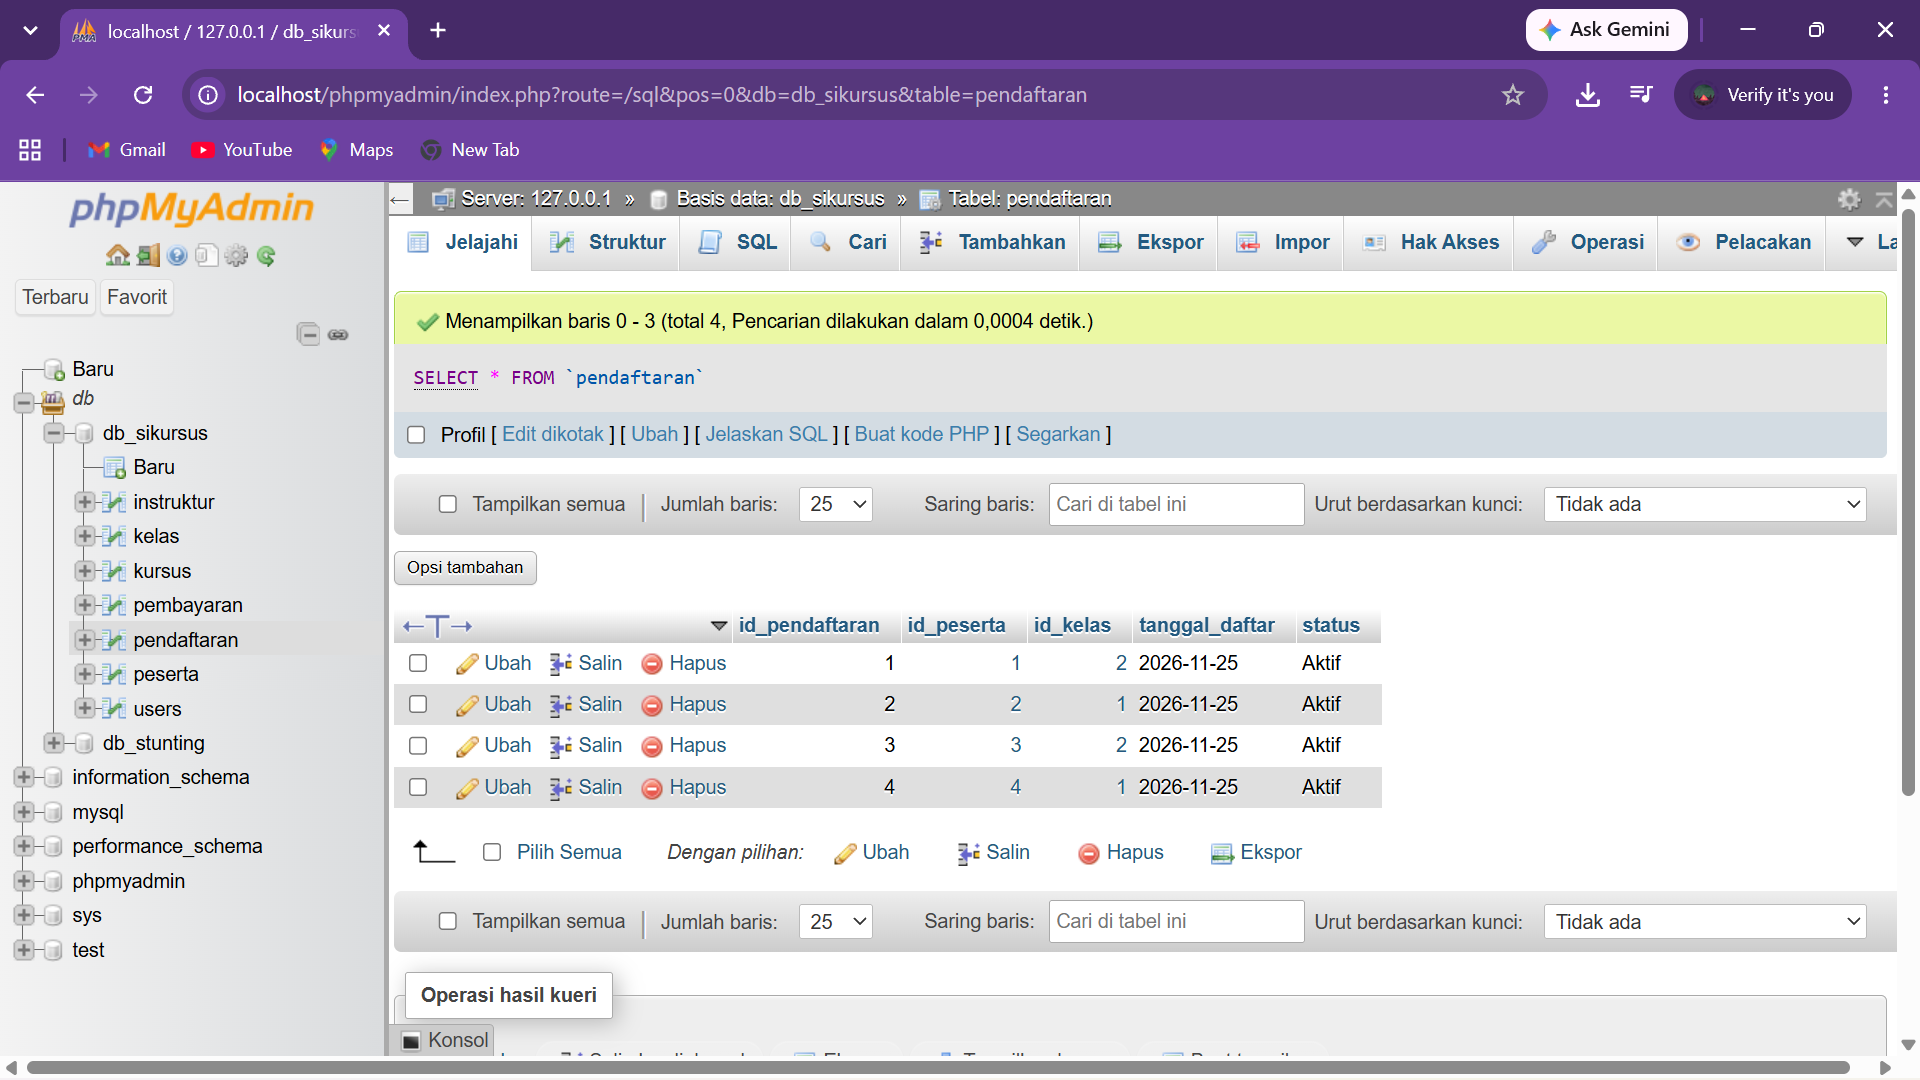 localhost / 127.0.0.1 / db_sikurs
Ask Gemini
localhost/phpmyadmin/index.php?route=/sql&pos=0&db=db_sikursus&table=pendaftaran
Verify it's you
Gmail YouTube Maps New Tab
phpMyAdmin
Terbaru Favorit
Baru
db
db_sikursus
Baru
instruktur
kelas
kursus
pembayaran
pendaftaran
peserta
users
db_stunting
information_schema
mysql
performance_schema
phpmyadmin
sys
test
Server: 127.0.0.1 » Basis data: db_sikursus » Tabel: pendaftaran
Jelajahi Struktur SQL Cari Tambahkan Ekspor Impor Hak Akses Operasi Pelacakan La
Menampilkan baris 0 - 3 (total 4, Pencarian dilakukan dalam 0,0004 detik.)
SELECT * FROM `pendaftaran`
Profil [ Edit dikotak ] [ Ubah ] [ Jelaskan SQL ] [ Buat kode PHP ] [ Segarkan ]
Tampilkan semua | Jumlah baris: 25 Saring baris: Cari di tabel ini Urut berdasarkan kunci: Tidak ada
Opsi tambahan
id_pendaftaran id_peserta id_kelas tanggal_daftar status
Ubah Salin Hapus 1 1 2 2026-11-25 Aktif
Ubah Salin Hapus 2 2 1 2026-11-25 Aktif
Ubah Salin Hapus 3 3 2 2026-11-25 Aktif
Ubah Salin Hapus 4 4 1 2026-11-25 Aktif
Pilih Semua Dengan pilihan: Ubah Salin Hapus Ekspor
Tampilkan semua | Jumlah baris: 25 Saring baris: Cari di tabel ini Urut berdasarkan kunci: Tidak ada
Operasi hasil kueri
Konsol